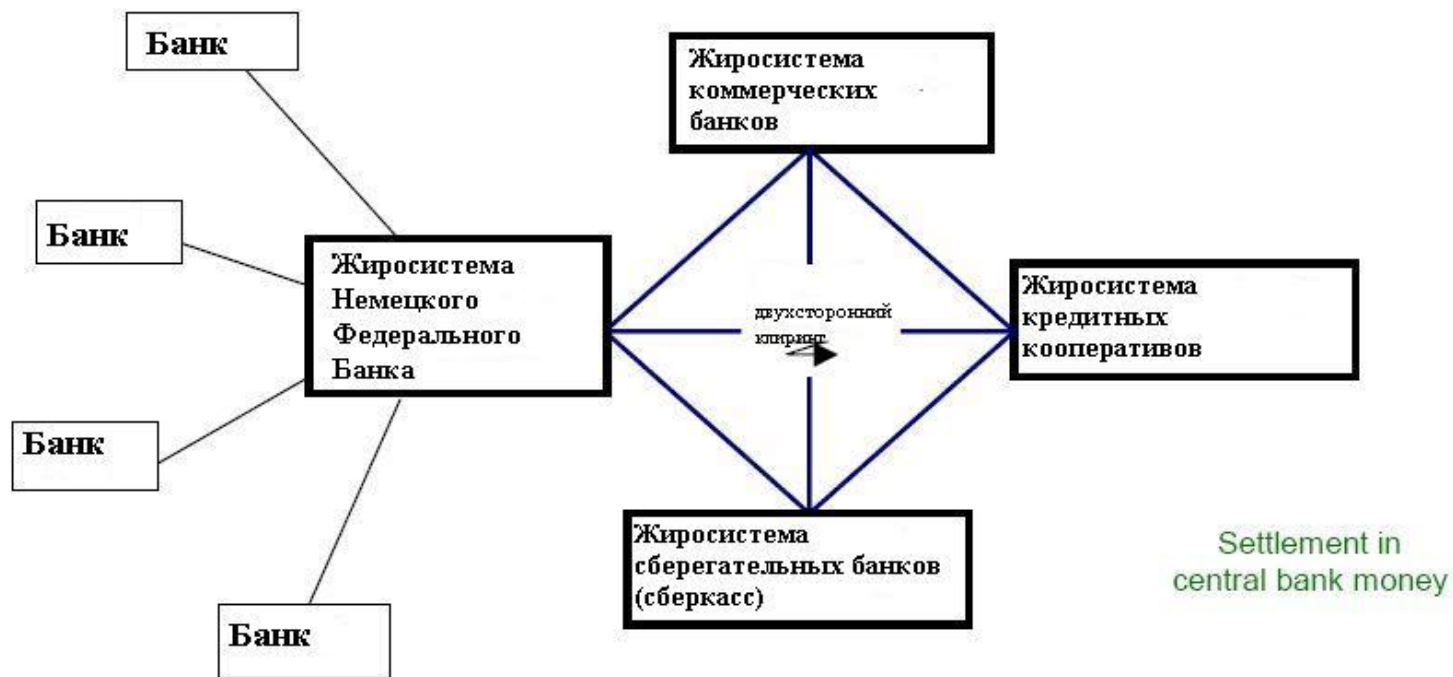 Банк
Жиросистема
коммерческих
банков
Банк
Жиросистема
Немецкого
Федерального
Банка
двухсторонний
клиринг
Жиросистема
кредитных
кооперативов
Банк
Жиросистема
сберегательных банков
(сберкасс)
Settlement in
central bank money
Банк